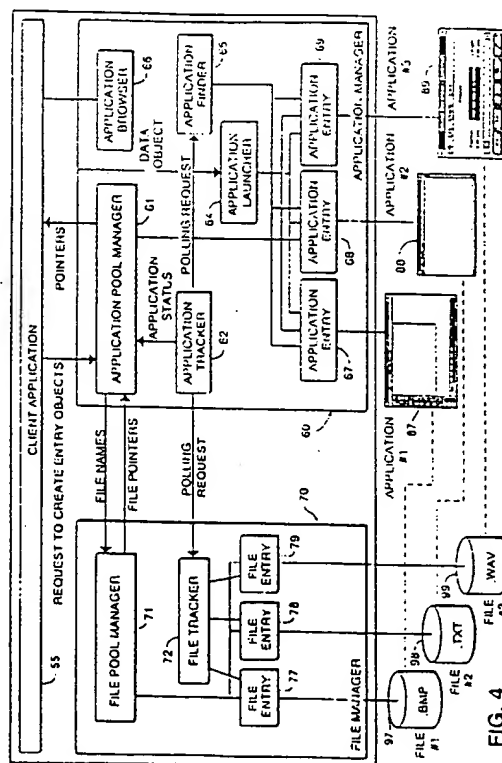 CLIENT APPLICATION
55
REQUEST TO CREATE ENTRY OBJECTS
POINTERS
FILE NAMES
FILE POINTERS
APPLICATION POOL MANAGER
61
APPLICATION BROWSER
66
DATA OBJECT
APPLICATION STATUS
POLLING REQUEST
POLLING REQUEST
APPLICATION TRACKER
62
APPLICATION LAUNCHER
64
APPLICATION FINDER
65
APPLICATION ENTRY
67
APPLICATION ENTRY
68
APPLICATION ENTRY
69
APPLICATION MANAGER
60
FILE POOL MANAGER
71
FILE TRACKER
72
70
FILE ENTRY
77
FILE ENTRY
78
FILE ENTRY
79
FILE MANAGER
APPLICATION #1
87
APPLICATION #2
88
APPLICATION #3
89
97
.BMP
FILE #1
98
.TXT
FILE #2
99
.WAV
FILE
FIG. 4